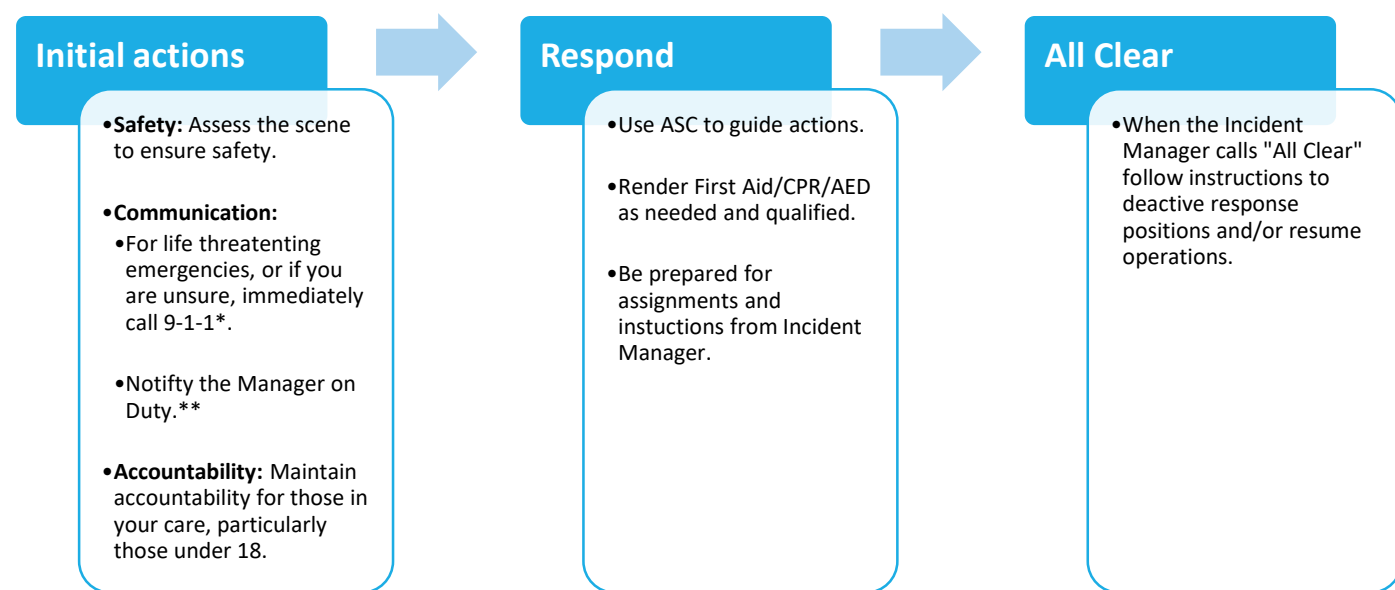 Initial actions
•Safety: Assess the scene
to ensure safety.
•Communication:
•For life threatenting
emergencies, or if you
are unsure, immediately
call 9-1-1*.
•Notifty the Manager on
Duty.**
•Accountability: Maintain
accountability for those in
your care, particularly
those under 18.
Respond
•Use ASC to guide actions.
•Render First Aid/CPR/AED
as needed and qualified.
•Be prepared for
assignments and
instuctions from Incident
Manager.
All Clear
•When the Incident
Manager calls "All Clear"
follow instructions to
deactive response
positions and/or resume
operations.